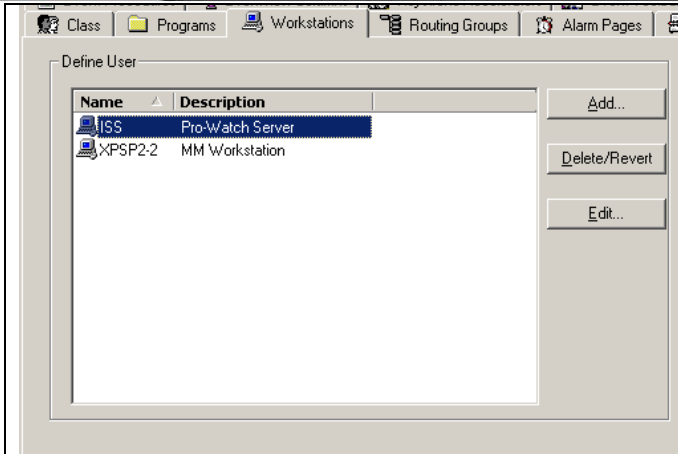 Class Programs Workstations Routing Groups Alarm Pages
Define User
Name Description
Add...
ISS Pro-Watch Server
XPSP2-2 MM Workstation
Delete/Revert
Edit...